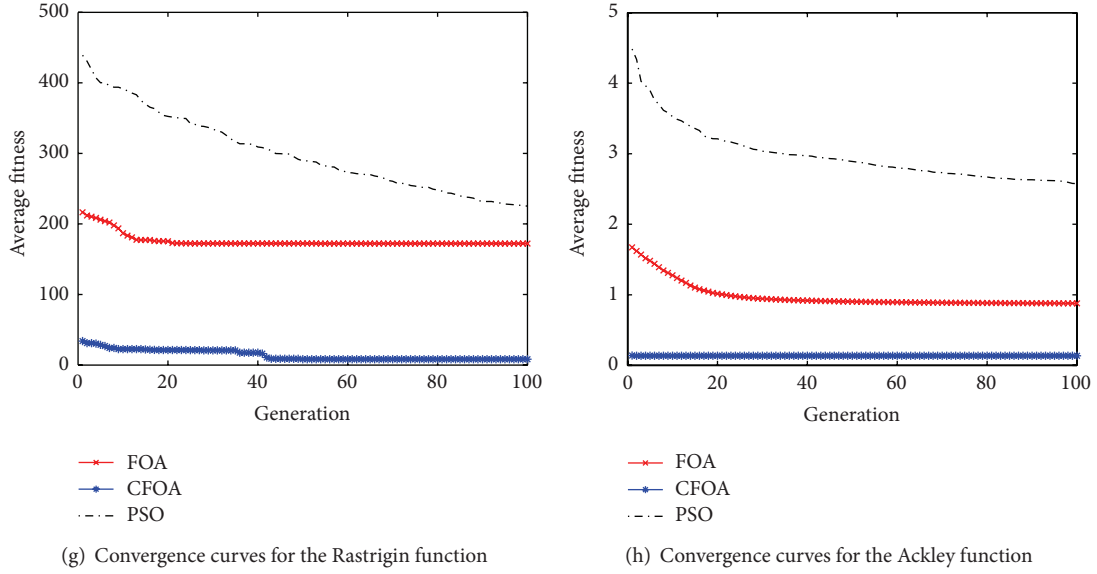 500
400
300
200
100
0
Average fitness
0 20 40 60 80 100
Generation
FOA
CFOA
PSO
(g) Convergence curves for the Rastrigin function
5
4
3
2
1
0
Average fitness
0 20 40 60 80 100
Generation
FOA
CFOA
PSO
(h) Convergence curves for the Ackley function